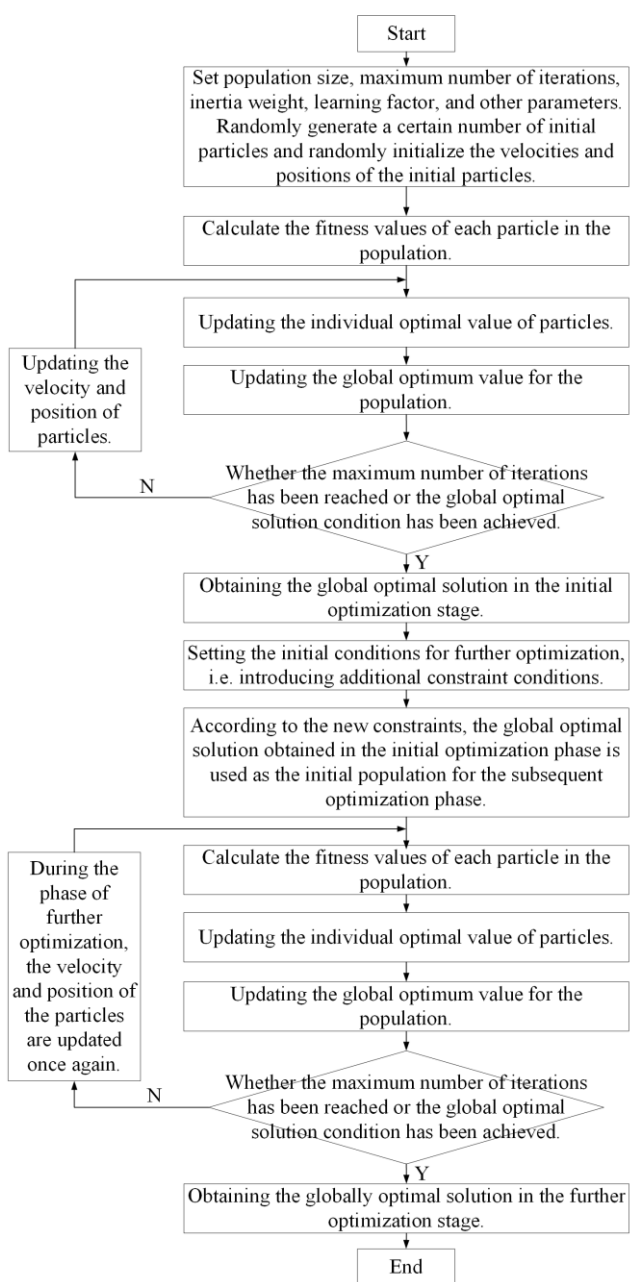 Start
Set population size, maximum number of iterations,
inertia weight, learning factor, and other parameters.
Randomly generate a certain number of initial
particles and randomly initialize the velocities and
positions of the initial particles.
Calculate the fitness values of each particle in the
population.
Updating the individual optimal value of particles.
Updating the
velocity and
position of
particles.
Updating the global optimum value for the
population.
Whether the maximum number of iterations
has been reached or the global optimal
solution condition has been achieved.
N
Y
Obtaining the global optimal solution in the initial
optimization stage.
Setting the initial conditions for further optimization,
i.e. introducing additional constraint conditions.
According to the new constraints, the global optimal
solution obtained in the initial optimization phase is
used as the initial population for the subsequent
optimization phase.
Calculate the fitness values of each particle in the
population.
During the
phase of
further
optimization,
the velocity
and position of
the particles
are updated
once again.
Updating the individual optimal value of particles.
Updating the global optimum value for the
population.
Whether the maximum number of iterations
has been reached or the global optimal
solution condition has been achieved.
N
Y
Obtaining the globally optimal solution in the further
optimization stage.
End